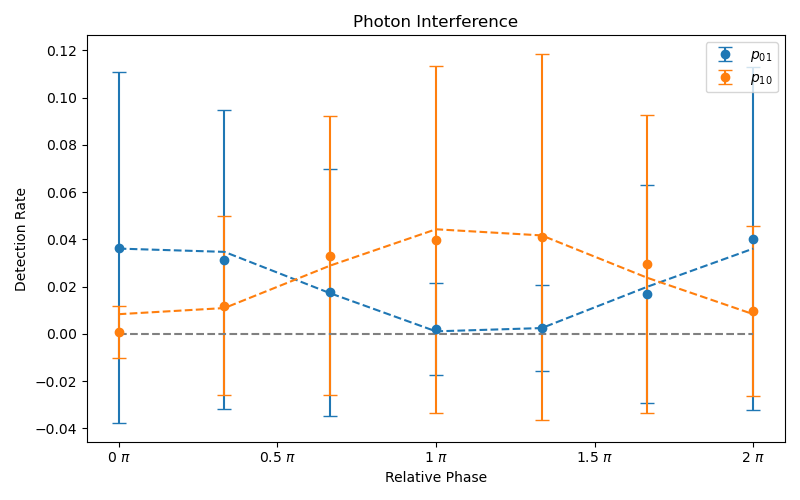 Photon Interference
0.12
0.10
0.08
0.06
0.04
0.02
0.00
−0.02
−0.04
Detection Rate
p01
p10
0 π
0.5 π
1 π
1.5 π
2 π
Relative Phase